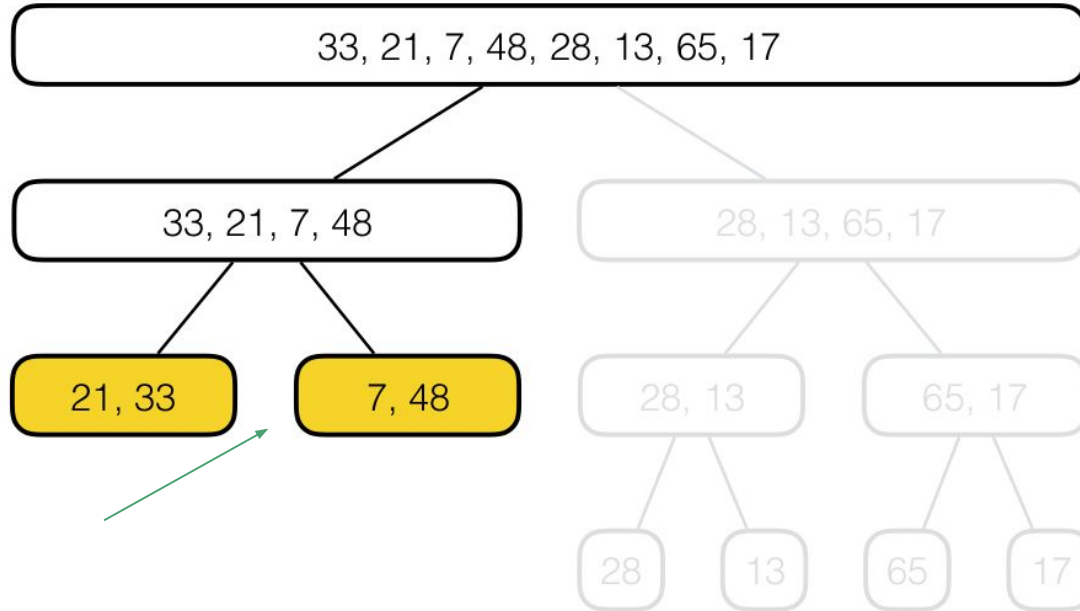 33, 21, 7, 48, 28, 13, 65, 17
33, 21, 7, 48
28, 13, 65, 17
21, 33
7, 48
28, 13
65, 17
28
13
65
17